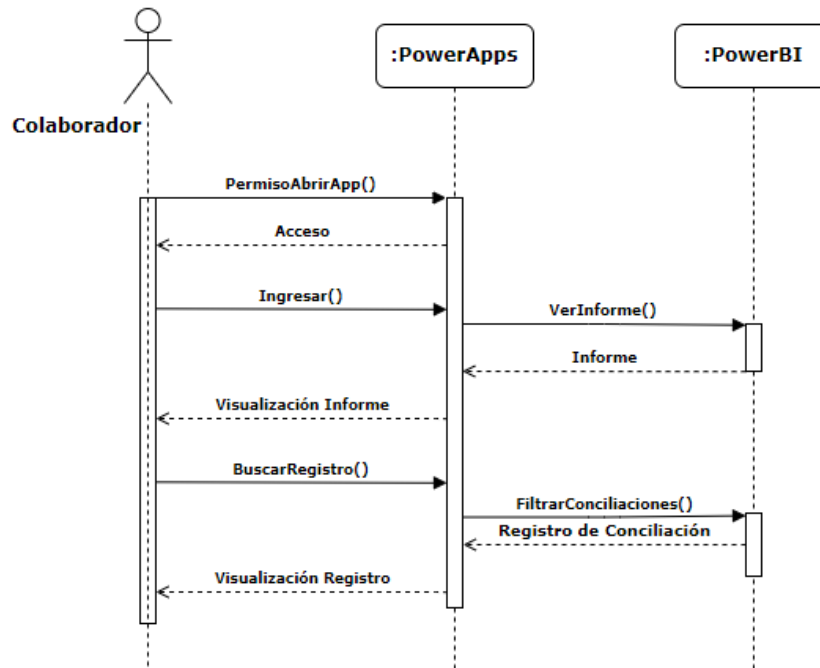 :PowerApps
:PowerBI
Colaborador
PermisoAbrirApp()
Acceso
Ingresar()
VerInforme()
Informe
Visualización Informe
BuscarRegistro()
FiltrarConciliaciones()
Registro de Conciliación
Visualización Registro